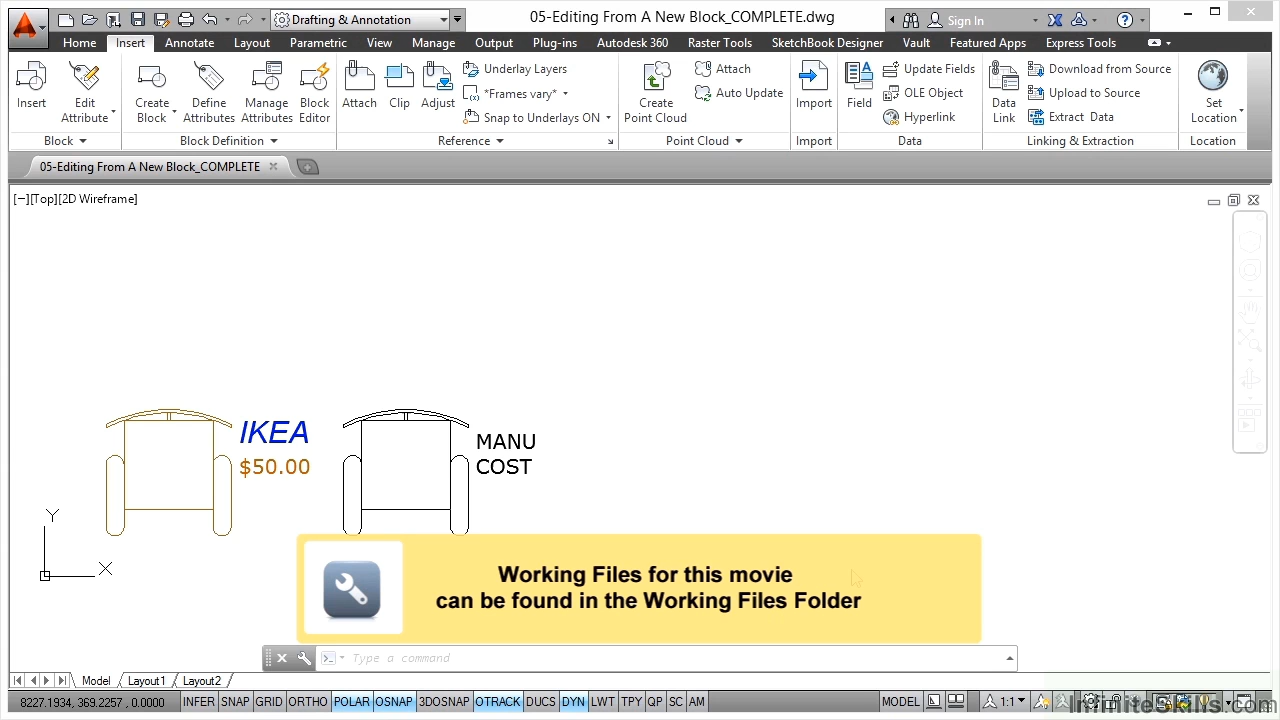 Drafting & Annotation
05-Editing From A New Block_COMPLETE.dwg
Sign In
Home Insert Annotate Layout Parametric View Manage Output Plug-ins Autodesk 360 Raster Tools SketchBook Designer Vault Featured Apps Express Tools
Insert
Edit Attribute
Create Block
Define Attributes
Manage Attributes
Block Editor
Attach
Clip
Adjust
Underlay Layers
*Frames vary*
Snap to Underlays ON
Create Point Cloud
Attach
Auto Update
Import
Field
Update Fields
OLE Object
Hyperlink
Data Link
Download from Source
Upload to Source
Extract Data
Set Location
Block Block Definition Reference Point Cloud Import Data Linking & Extraction Location
05-Editing From A New Block_COMPLETE
[−][Top][2D Wireframe]
IKEA
$50.00
MANU
COST
Y
X
Working Files for this movie
can be found in the Working Files Folder
Type a command
Model Layout1 Layout2
8227.1934, 369.2257, 0.0000 INFER SNAP GRID ORTHO POLAR OSNAP 3DOSNAP OTRACK DUCS DYN LWT TPY QP SC AM MODEL 1:1
InfiniteSkills.com